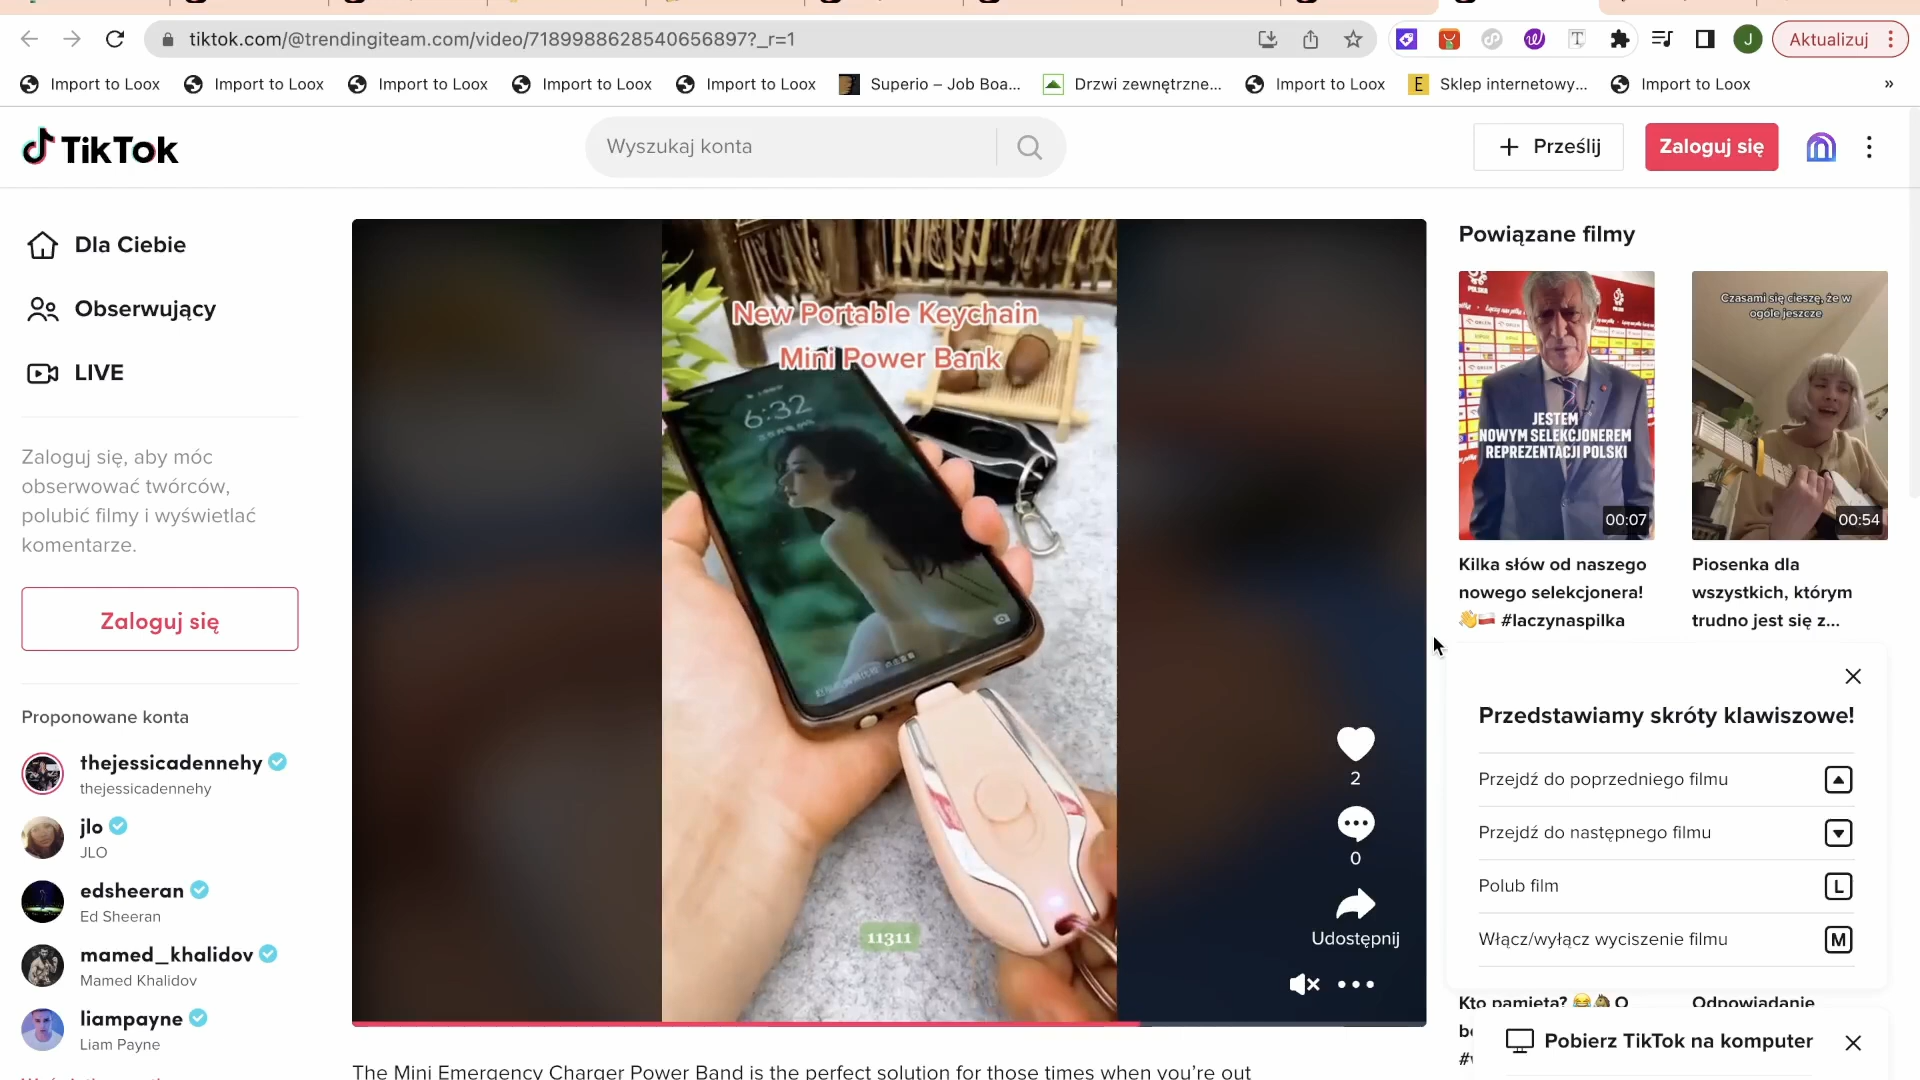 tiktok.com/@trendingiteam.com/video/7189988628540656897?_r=1
J
Aktualizuj
Import to Loox
Import to Loox
Import to Loox
Import to Loox
Import to Loox
Superio – Job Boa...
Drzwi zewnętrzne...
Import to Loox
E
Sklep internetowy...
Import to Loox
»
TikTok
Wyszukaj konta
+ Prześlij
Zaloguj się
Dla Ciebie
Obserwujący
LIVE
Zaloguj się, aby móc
obserwować twórców,
polubić filmy i wyświetlać
komentarze.
Zaloguj się
Proponowane konta
thejessicadennehy
thejessicadennehy
jlo
JLO
edsheeran
Ed Sheeran
mamed_khalidov
Mamed Khalidov
liampayne
Liam Payne
New Portable Keychain
Mini Power Bank
6:32
11311
2
0
Udostępnij
The Mini Emergency Charger Power Band is the perfect solution for those times when you're out
Powiązane filmy
JESTEM
NOWYM SELEKCJONEREM
REPREZENTACJI POLSKI
00:07
Czasami się cieszę, że w
ogóle jeszcze
00:54
Kilka słów od naszego
nowego selekcjonera!
👋🇵🇱 #laczynaspilka
Piosenka dla
wszystkich, którym
trudno jest się z...
Przedstawiamy skróty klawiszowe!
Przejdź do poprzedniego filmu
Przejdź do następnego filmu
Polub film
L
Włącz/wyłącz wyciszenie filmu
M
Kto pamięta? 😂🐴 O
Odpowiadanie
Pobierz TikTok na komputer